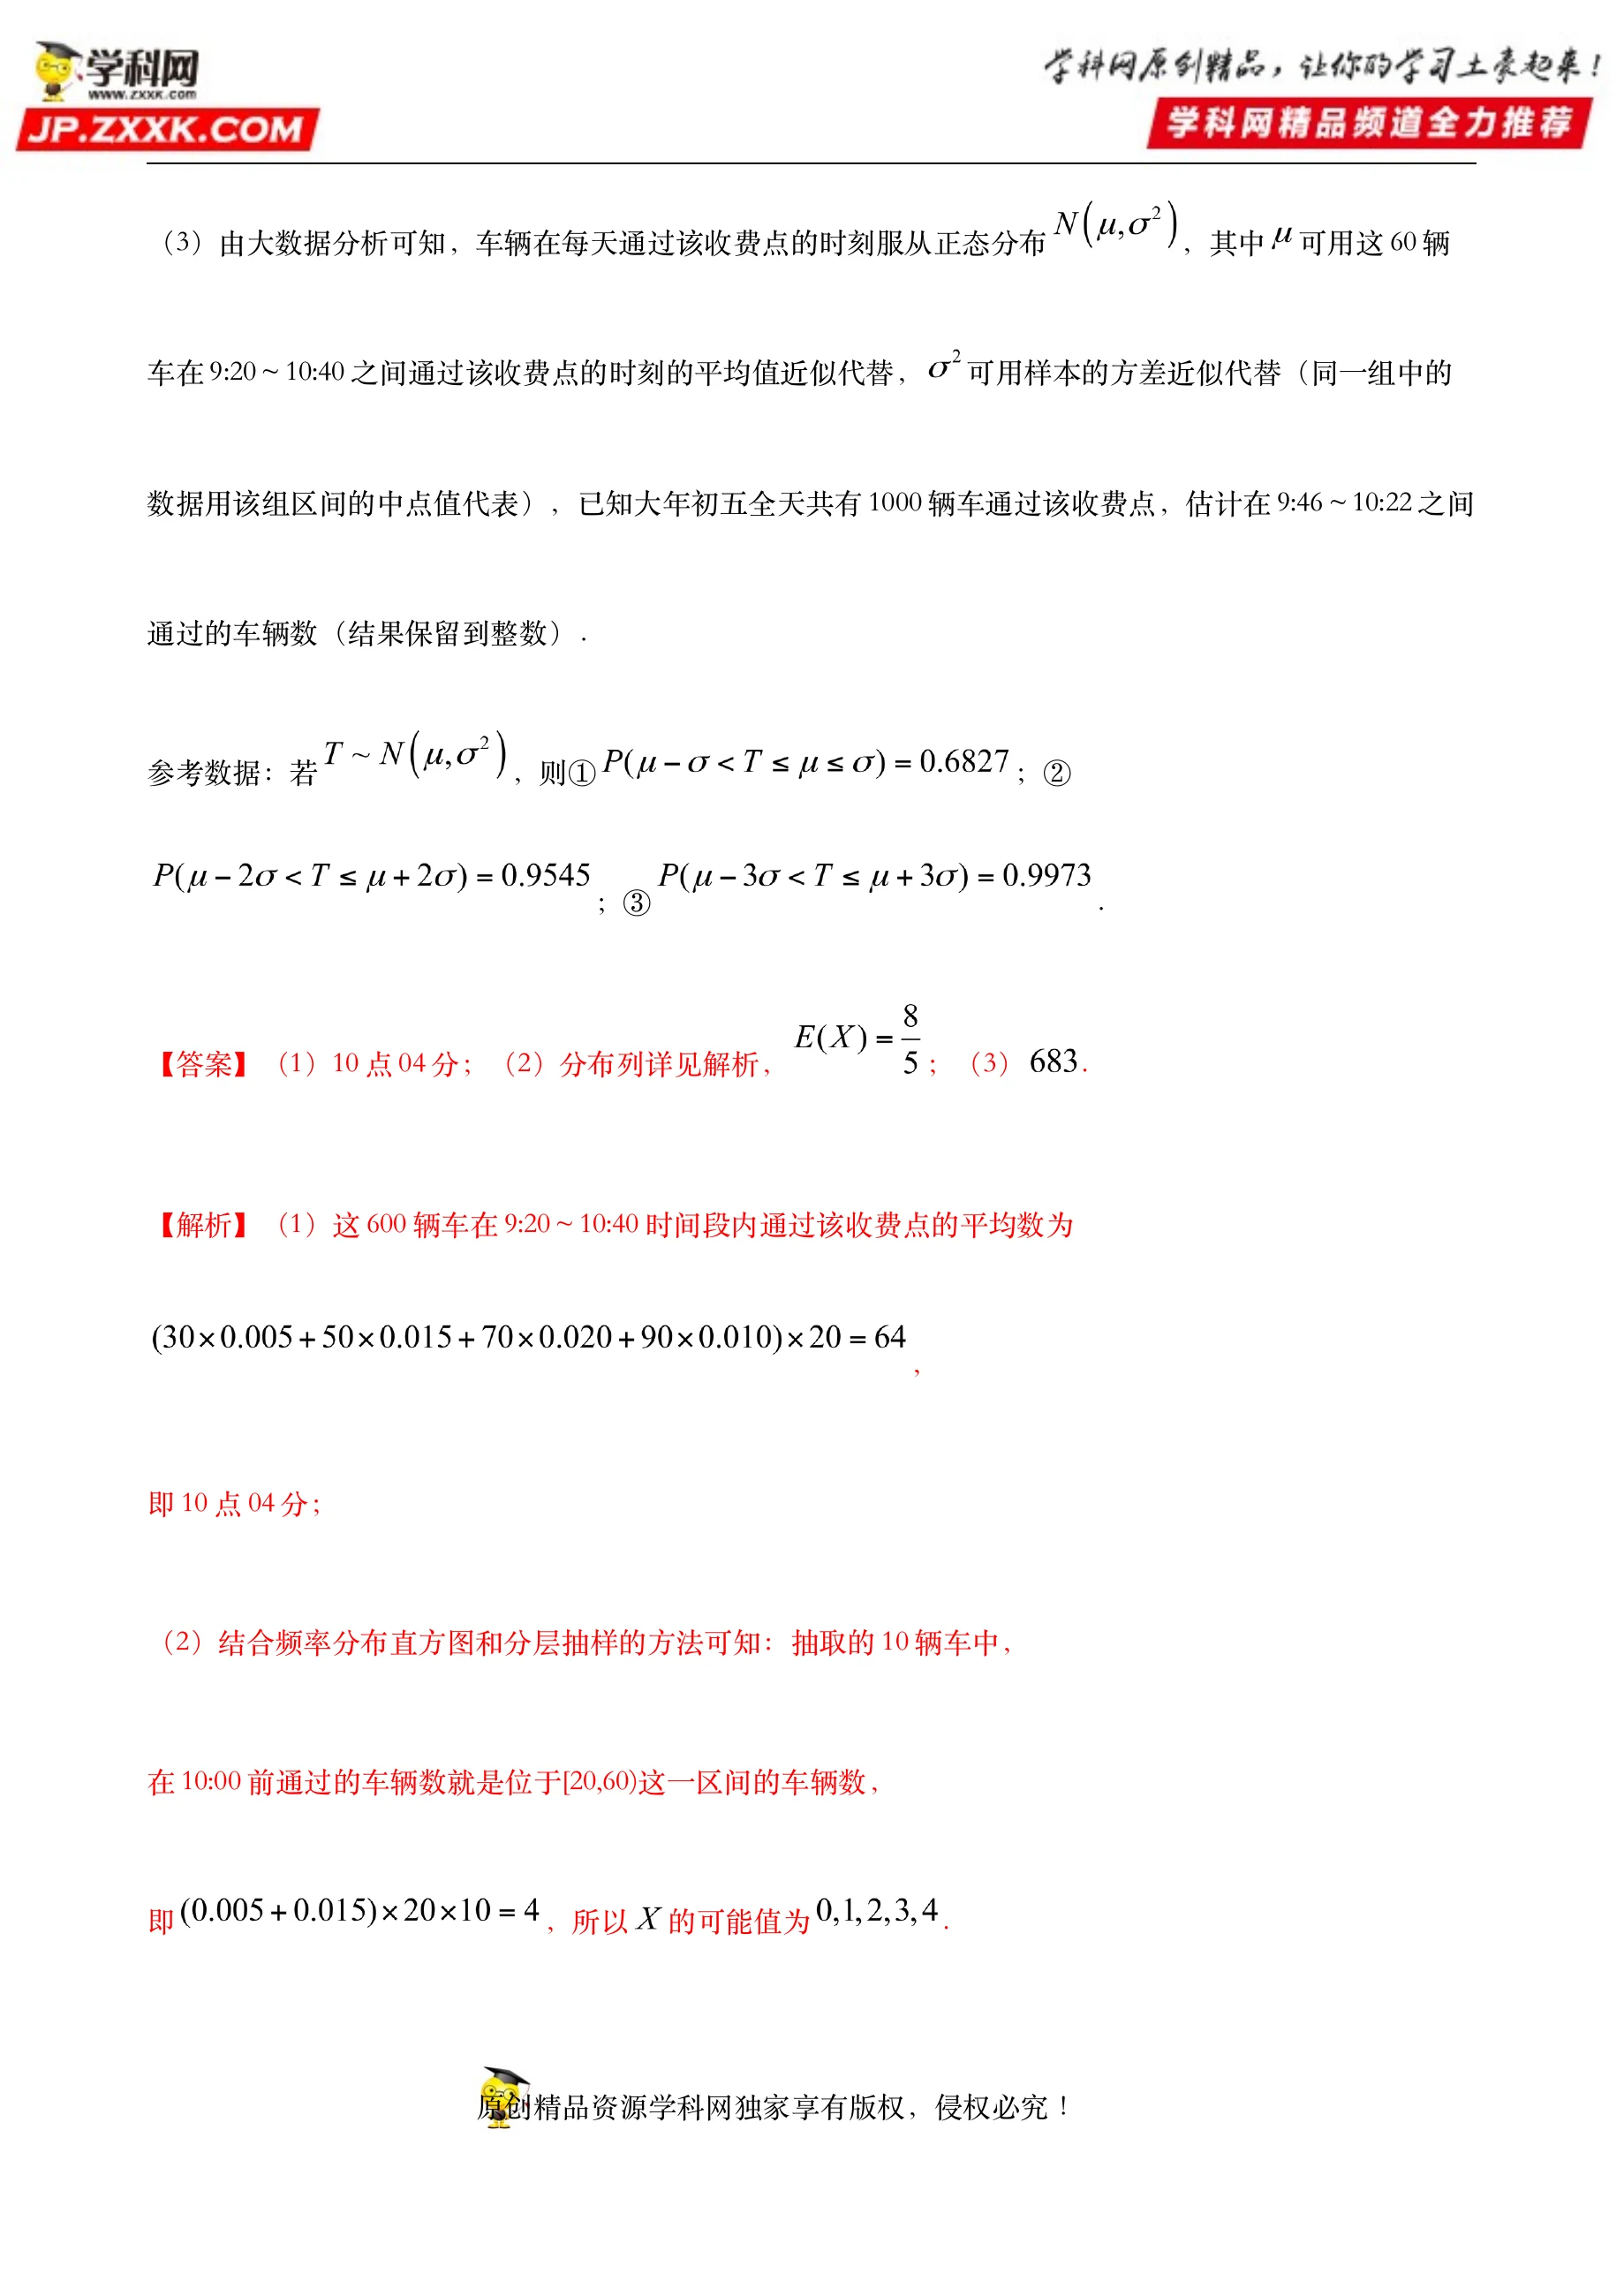 学科网
www.zxxk.com
JP.ZXXK.COM
学科网原创精品，让你的学习土豪起来！
学科网精品频道全力推荐
（3）由大数据分析可知，车辆在每天通过该收费点的时刻服从正态分布 N(μ,σ²)，其中 μ 可用这 60 辆
车在 9:20 ~ 10:40 之间通过该收费点的时刻的平均值近似代替，σ² 可用样本的方差近似代替（同一组中的
数据用该组区间的中点值代表），已知大年初五全天共有 1000 辆车通过该收费点，估计在 9:46 ~ 10:22 之间
通过的车辆数（结果保留到整数）.
参考数据：若 T ~ N(μ,σ²)，则① P(μ − σ < T ≤ μ ≤ σ) = 0.6827；②
P(μ − 2σ < T ≤ μ + 2σ) = 0.9545；③ P(μ − 3σ < T ≤ μ + 3σ) = 0.9973.
【答案】（1）10 点 04 分；（2）分布列详见解析，E(X) = 8/5；（3）683.
【解析】（1）这 600 辆车在 9:20 ~ 10:40 时间段内通过该收费点的平均数为
(30×0.005 + 50×0.015 + 70×0.020 + 90×0.010)×20 = 64，
即 10 点 04 分；
（2）结合频率分布直方图和分层抽样的方法可知：抽取的 10 辆车中，
在 10:00 前通过的车辆数就是位于[20,60)这一区间的车辆数，
即 (0.005 + 0.015)×20×10 = 4，所以 X 的可能值为 0,1,2,3,4.
原创精品资源学科网独家享有版权，侵权必究！